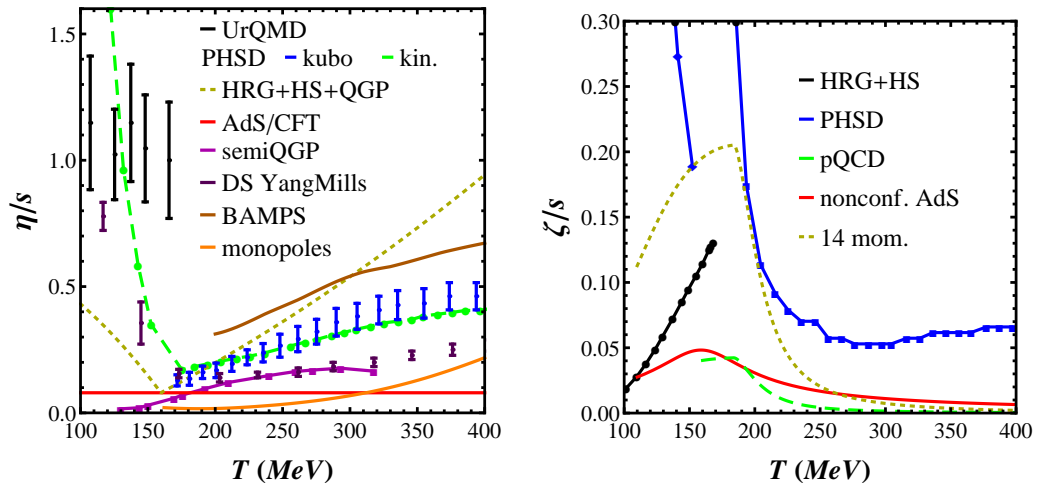 η/s
1.5
1.0
0.5
0.0
UrQMD
PHSD kubo kin.
HRG+HS+QGP
AdS/CFT
semiQGP
DS YangMills
BAMPS
monopoles
100 150 200 250 300 350 400
T (MeV)
ζ/s
0.30
0.25
0.20
0.15
0.10
0.05
0.00
HRG+HS
PHSD
pQCD
nonconf. AdS
14 mom.
100 150 200 250 300 350 400
T (MeV)